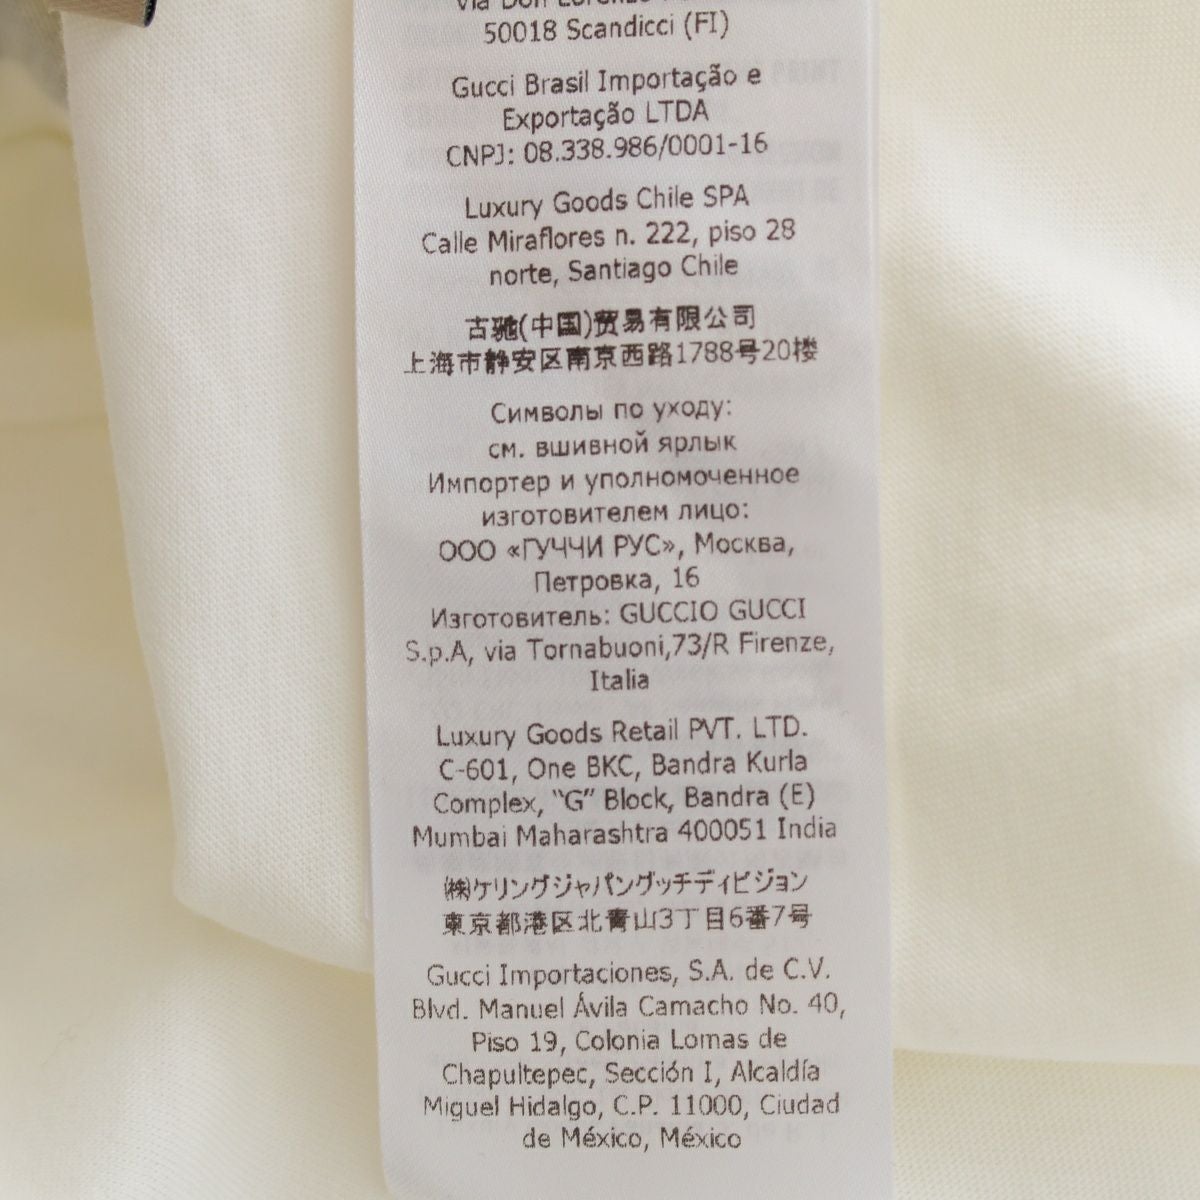 via Don Lorenzo
50018 Scandicci (FI)
Gucci Brasil Importação e
Exportação LTDA
CNPJ: 08.338.986/0001-16
Luxury Goods Chile SPA
Calle Miraflores n. 222, piso 28
norte, Santiago Chile
古驰(中国)贸易有限公司
上海市静安区南京西路1788号20楼
Символы по уходу:
см. вшивной ярлык
Импортер и уполномоченное
изготовителем лицо:
ООО «ГУЧЧИ РУС», Москва,
Петровка, 16
Изготовитель: GUCCIO GUCCI
S.p.A, via Tornabuoni,73/R Firenze,
Italia
Luxury Goods Retail PVT. LTD.
C-601, One BKC, Bandra Kurla
Complex, “G” Block, Bandra (E)
Mumbai Maharashtra 400051 India
㈱ケリングジャパングッチディビジョン
東京都港区北青山3丁目6番7号
Gucci Importaciones, S.A. de C.V.
Blvd. Manuel Ávila Camacho No. 40,
Piso 19, Colonia Lomas de
Chapultepec, Sección I, Alcaldía
Miguel Hidalgo, C.P. 11000, Ciudad
de México, México